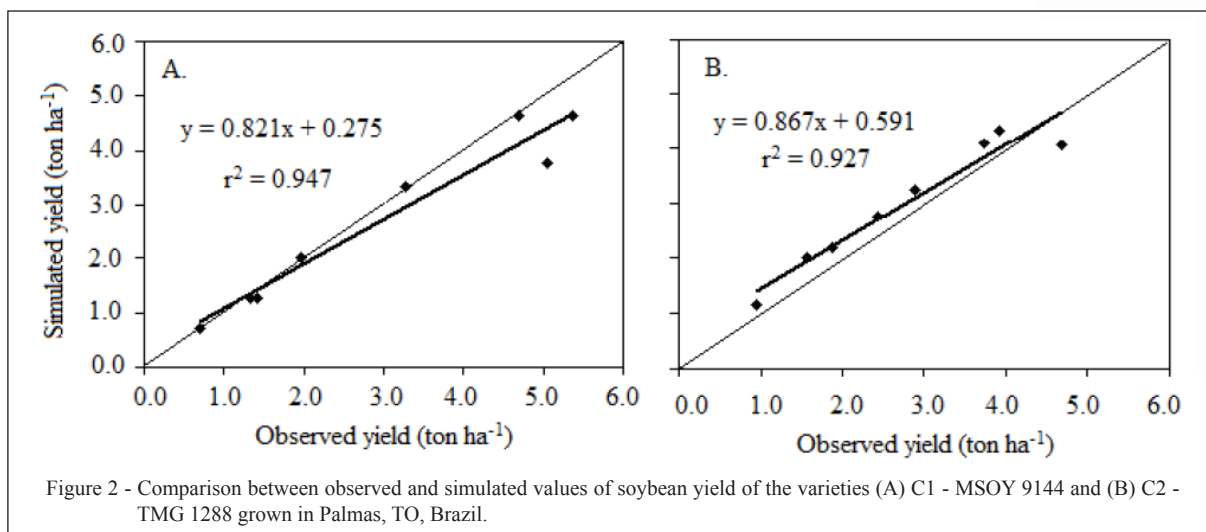 A.
y = 0.821x + 0.275
r² = 0.947
Simulated yield (ton ha⁻¹)
6.0
5.0
4.0
3.0
2.0
1.0
0.0
0.0 1.0 2.0 3.0 4.0 5.0 6.0
Observed yield (ton ha⁻¹)
B.
y = 0.867x + 0.591
r² = 0.927
0.0 1.0 2.0 3.0 4.0 5.0 6.0
Observed yield (ton ha⁻¹)
Figure 2 - Comparison between observed and simulated values of soybean yield of the varieties (A) C1 - MSOY 9144 and (B) C2 -
TMG 1288 grown in Palmas, TO, Brazil.